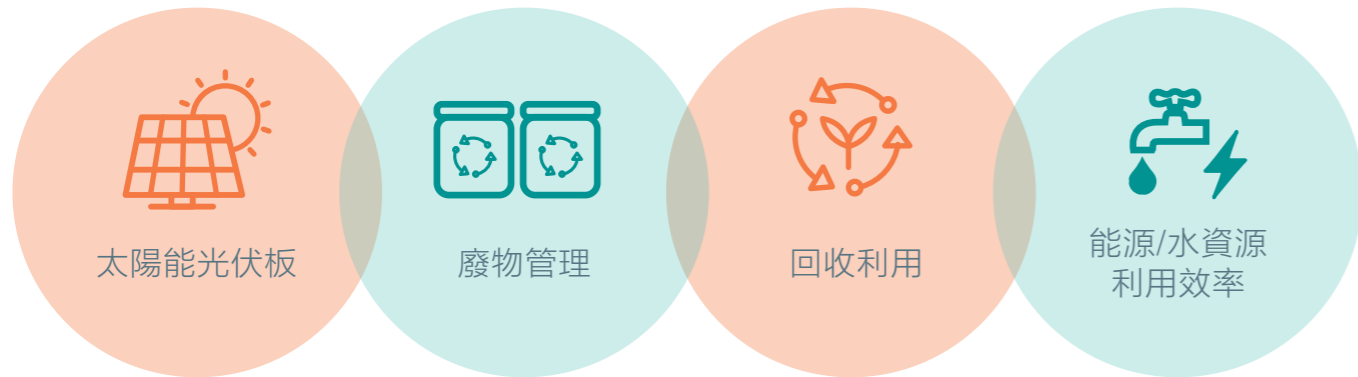 太陽能光伏板
廢物管理
回收利用
能源/水資源
利用效率